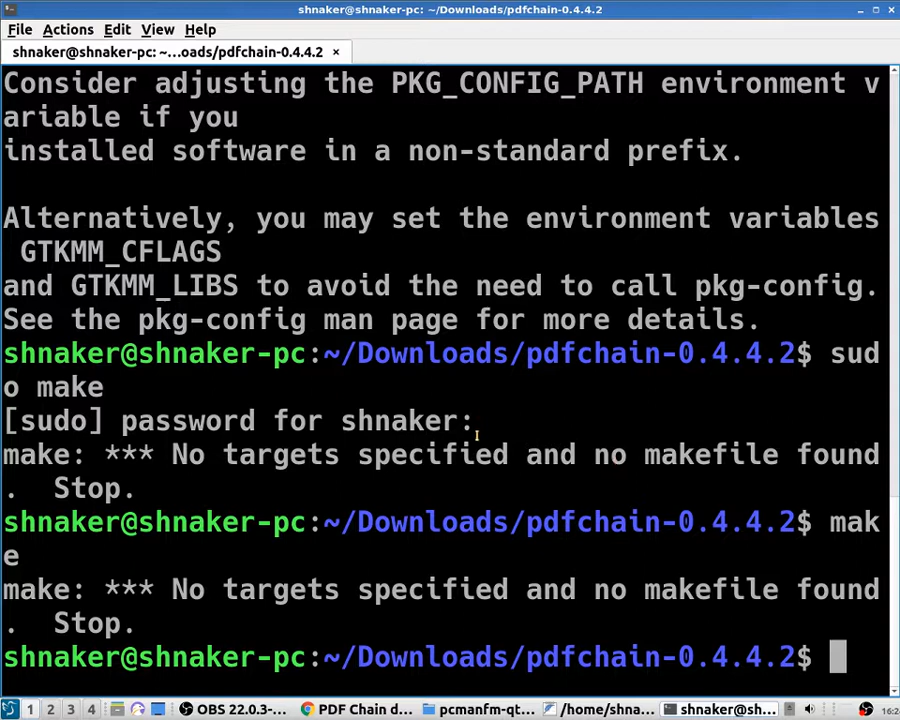 shnaker@shnaker-pc: ~/Downloads/pdfchain-0.4.4.2
File Actions Edit View Help
shnaker@shnaker-pc: ~...oads/pdfchain-0.4.4.2 ×
Consider adjusting the PKG_CONFIG_PATH environment v
ariable if you
installed software in a non-standard prefix.
Alternatively, you may set the environment variables
GTKMM_CFLAGS
and GTKMM_LIBS to avoid the need to call pkg-config.
See the pkg-config man page for more details.
shnaker@shnaker-pc:~/Downloads/pdfchain-0.4.4.2$ sud
o make
[sudo] password for shnaker:
make: *** No targets specified and no makefile found
.  Stop.
shnaker@shnaker-pc:~/Downloads/pdfchain-0.4.4.2$ mak
e
make: *** No targets specified and no makefile found
.  Stop.
shnaker@shnaker-pc:~/Downloads/pdfchain-0.4.4.2$
1 2 3 4 OBS 22.0.3-... PDF Chain d... pcmanfm-qt... /home/shna... shnaker@sh... 16:2